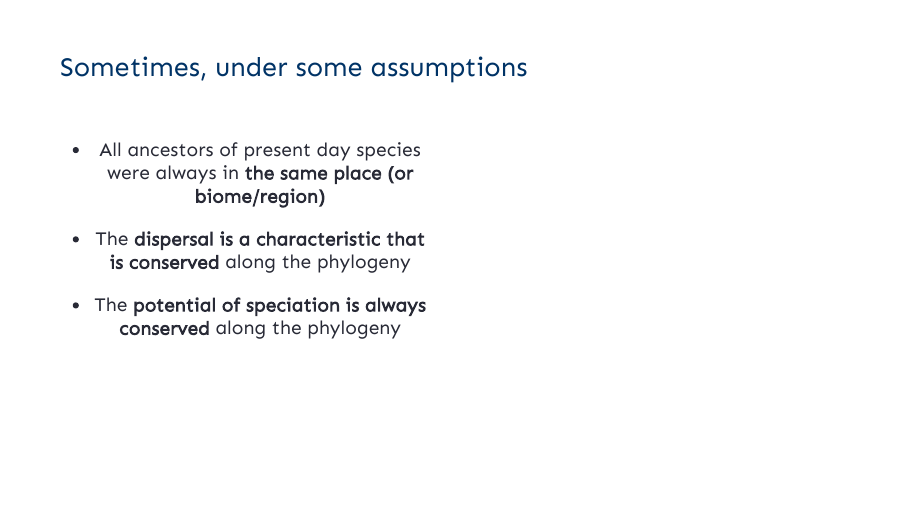 Sometimes, under some assumptions
• All ancestors of present day species
were always in the same place (or
biome/region)
• The dispersal is a characteristic that
is conserved along the phylogeny
• The potential of speciation is always
conserved along the phylogeny